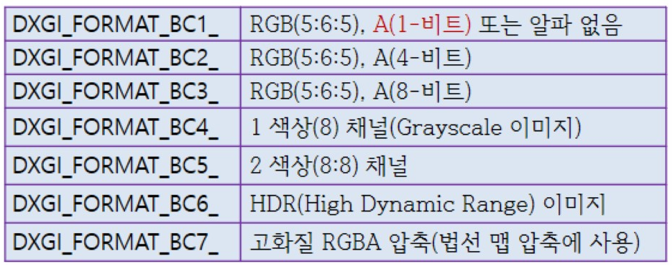 DXGI_FORMAT_BC1_ RGB(5:6:5), A(1-비트) 또는 알파 없음
DXGI_FORMAT_BC2_ RGB(5:6:5), A(4-비트)
DXGI_FORMAT_BC3_ RGB(5:6:5), A(8-비트)
DXGI_FORMAT_BC4_ 1 색상(8) 채널(Grayscale 이미지)
DXGI_FORMAT_BC5_ 2 색상(8:8) 채널
DXGI_FORMAT_BC6_ HDR(High Dynamic Range) 이미지
DXGI_FORMAT_BC7_ 고화질 RGBA 압축(법선 맵 압축에 사용)